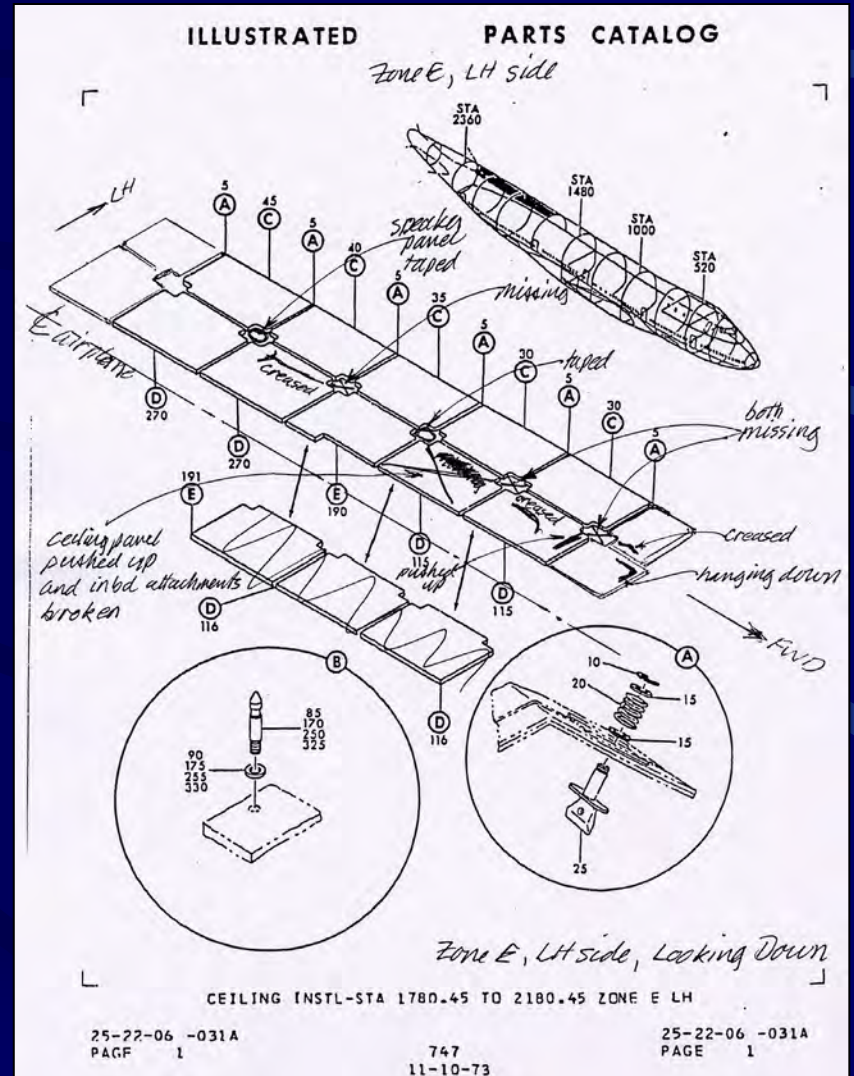 ILLUSTRATED PARTS CATALOG
Zone E, LH side
STA
2360
STA
1480
STA
1000
STA
520
LH
5
A
45
C
5
A
speaker
panel
taped
40
C
5
A
missing
35
C
5
A
taped
30
C
5
A
both
missing
30
C
5
A
℄ airplane
creased
D
270
D
270
191
E
E
190
creased
creased
hanging down
D
115
pushed
up
D
115
ceiling panel
pushed up
and inbd attachments
broken
D
116
D
116
FWD
B
85
170
250
325
90
175
255
330
A
10
20
15
15
25
Zone E, LH side, Looking Down
CEILING INSTL-STA 1780.45 TO 2180.45 ZONE E LH
25-22-06 -031A
PAGE 1
747
11-10-73
25-22-06 -031A
PAGE 1